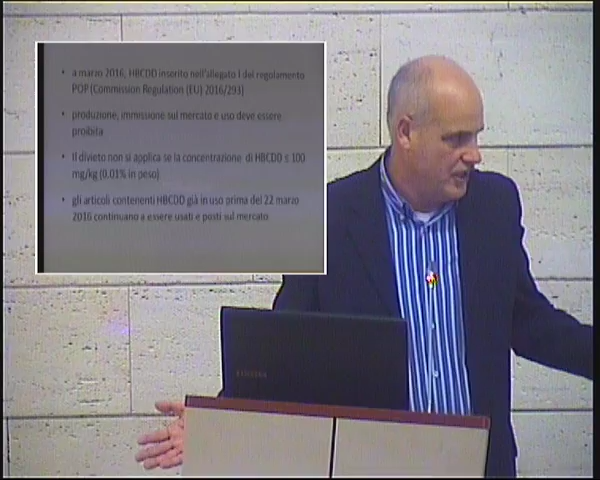 • a marzo 2016, HBCDD inserito nell'allegato I del regolamento
POP (Commission Regulation (EU) 2016/293)
• produzione, immissione sul mercato e uso deve essere
proibita
• Il divieto non si applica se la concentrazione di HBCDD ≤ 100
mg/kg (0.01% in peso)
• gli articoli contenenti HBCDD già in uso prima del 22 marzo
2016 continuano a essere usati e posti sul mercato